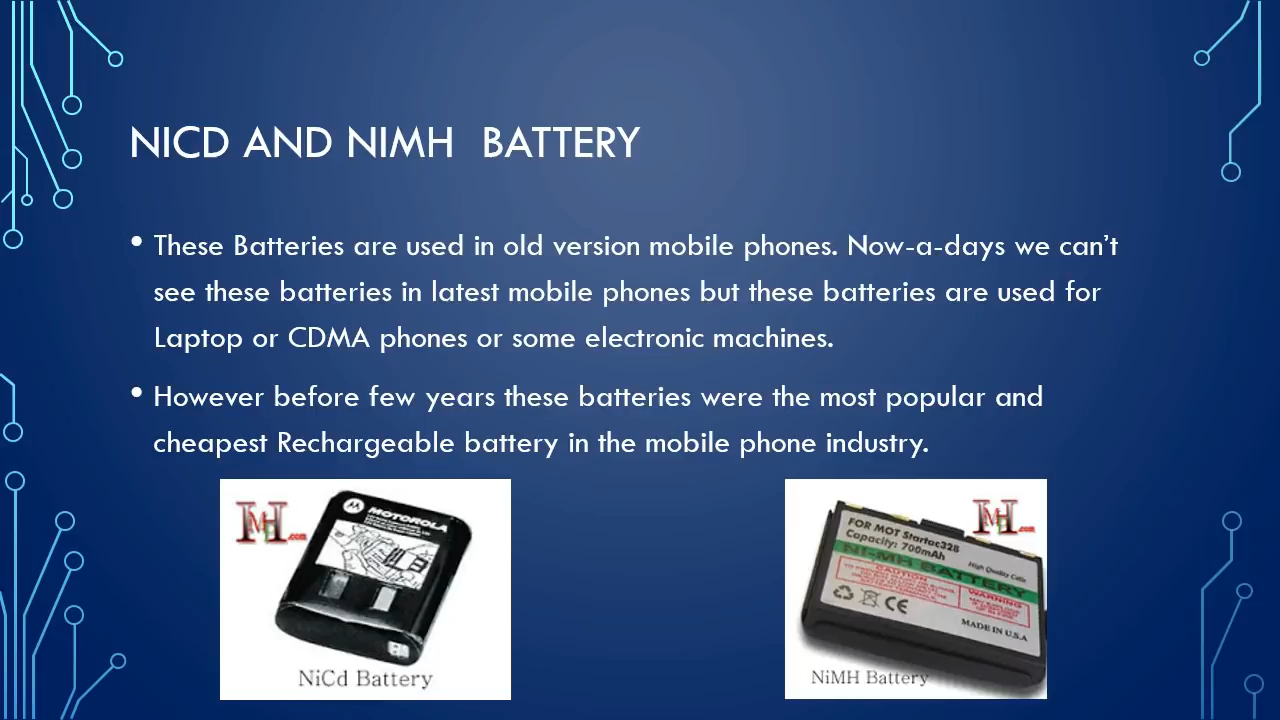 NICD AND NIMH BATTERY
• These Batteries are used in old version mobile phones. Now-a-days we can't
see these batteries in latest mobile phones but these batteries are used for
Laptop or CDMA phones or some electronic machines.
• However before few years these batteries were the most popular and
cheapest Rechargeable battery in the mobile phone industry.
MOTOROLA
NiCd Battery
FOR MOT Startac328
Capacity: 700mAh
High Quality Cells
NI-MH BATTERY
CAUTION
WARNING
CE
MADE IN U.S.A
NiMH Battery